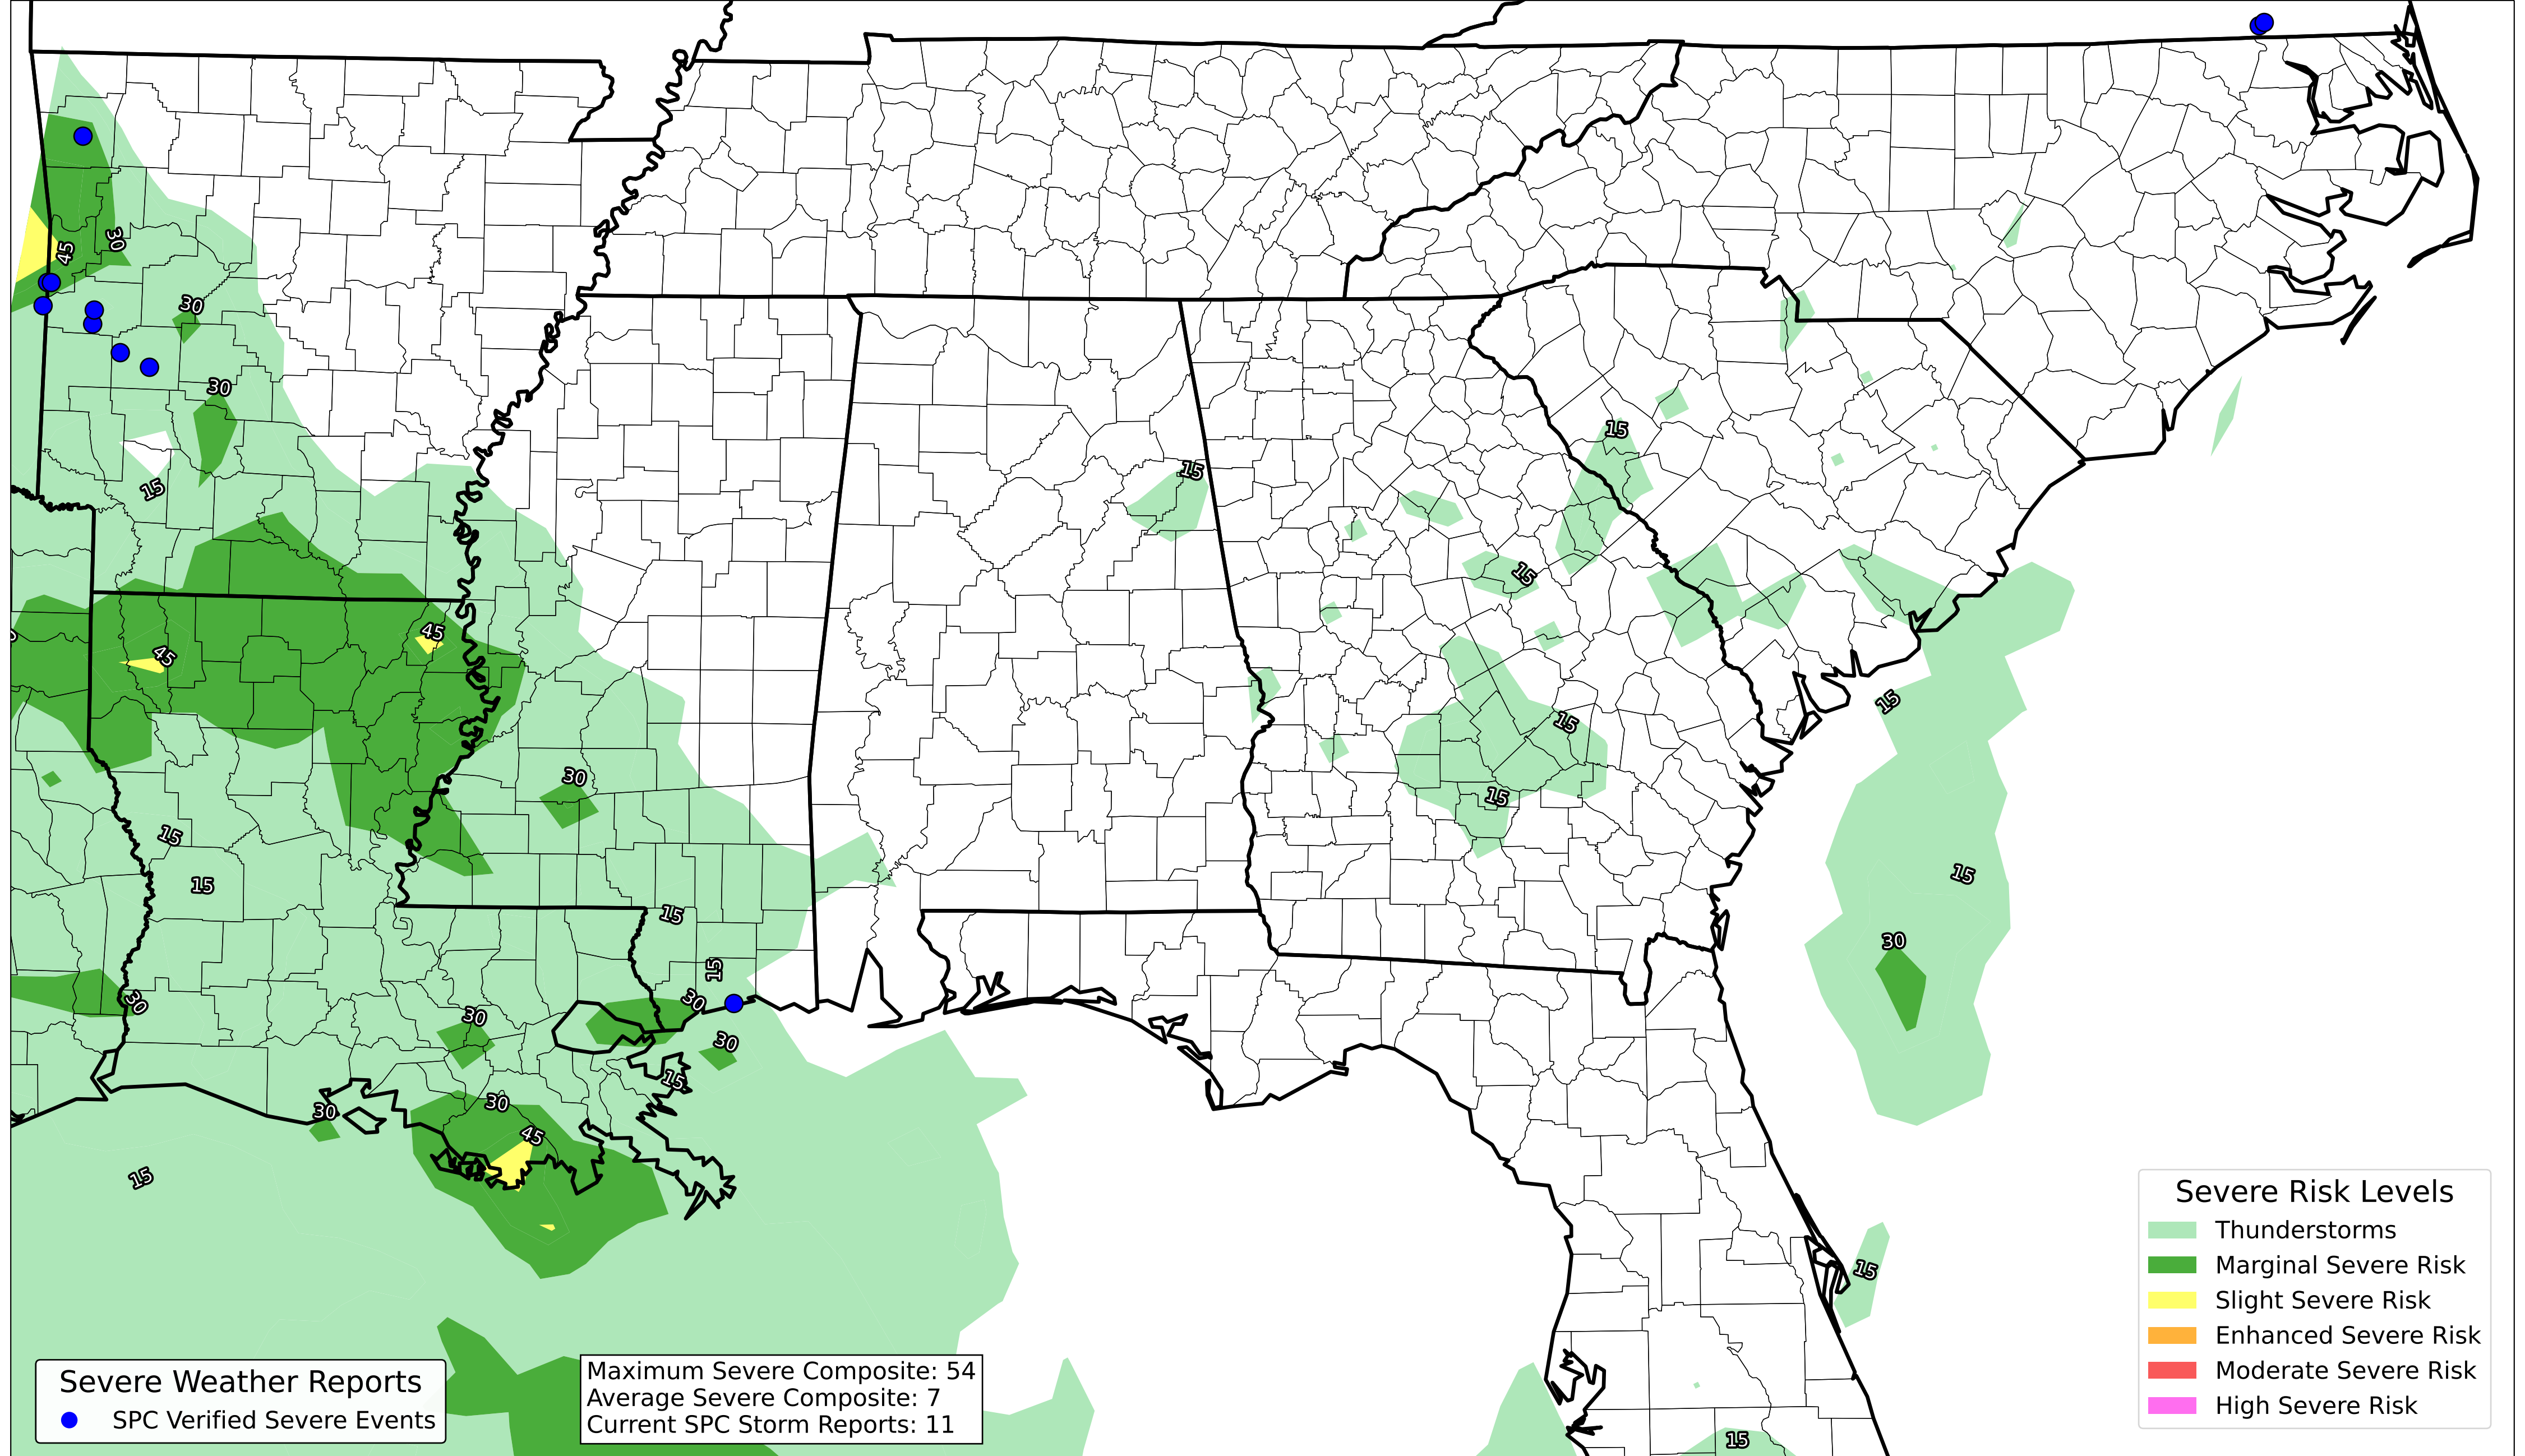 45
30
30
30
15
15
15
45
45
15
15
30
15
15
15
15
15
15
30
15
30
15
15
30
30
30
15
30
30
45
15
15
15
Severe Weather Reports
SPC Verified Severe Events
Maximum Severe Composite: 54
Average Severe Composite: 7
Current SPC Storm Reports: 11
Severe Risk Levels
Thunderstorms
Marginal Severe Risk
Slight Severe Risk
Enhanced Severe Risk
Moderate Severe Risk
High Severe Risk